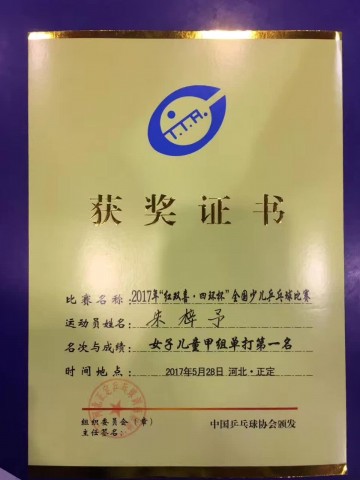 T.T.A.
获奖证书
比赛名称:2017年“红双喜·四环杯”全国少儿乒乓球比赛
运动员姓名: 朱梓予
名次与成绩: 女子儿童甲组单打第一名
时间地点: 2017年5月28日 河北·正定
组织委员会(章)
主任签名:
中国乒乓球协会颁发